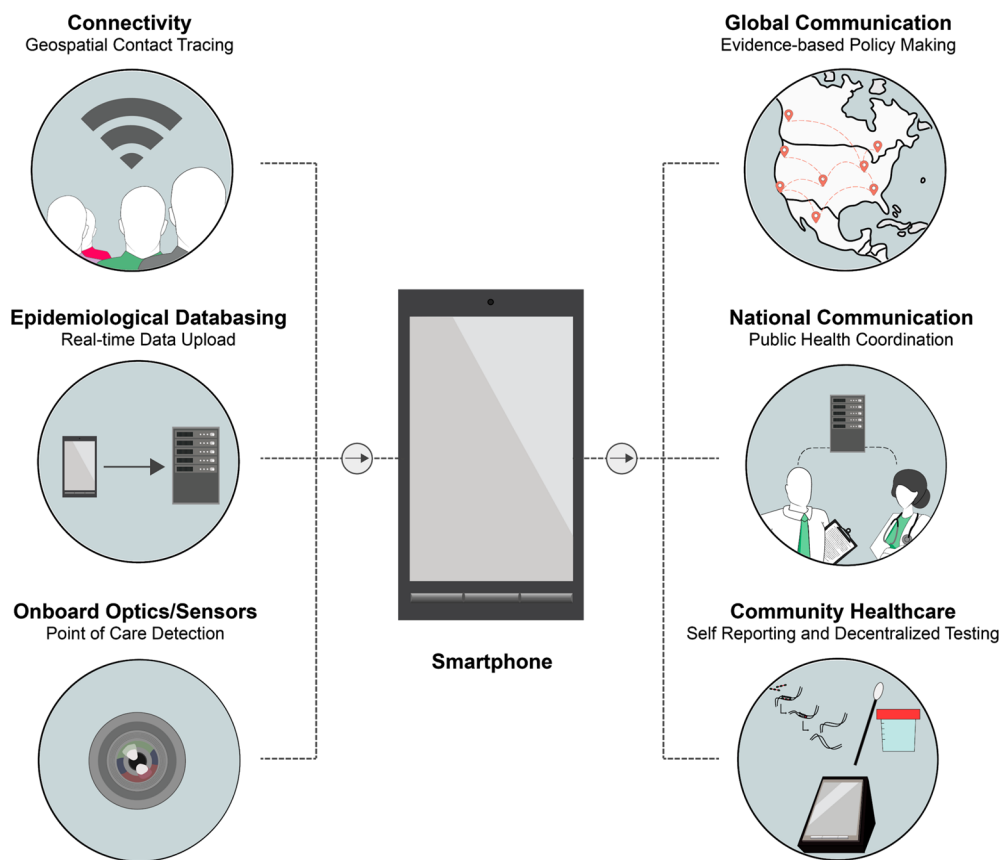 Connectivity
Geospatial Contact Tracing
Global Communication
Evidence-based Policy Making
Epidemiological Databasing
Real-time Data Upload
National Communication
Public Health Coordination
Onboard Optics/Sensors
Point of Care Detection
Community Healthcare
Self Reporting and Decentralized Testing
Smartphone